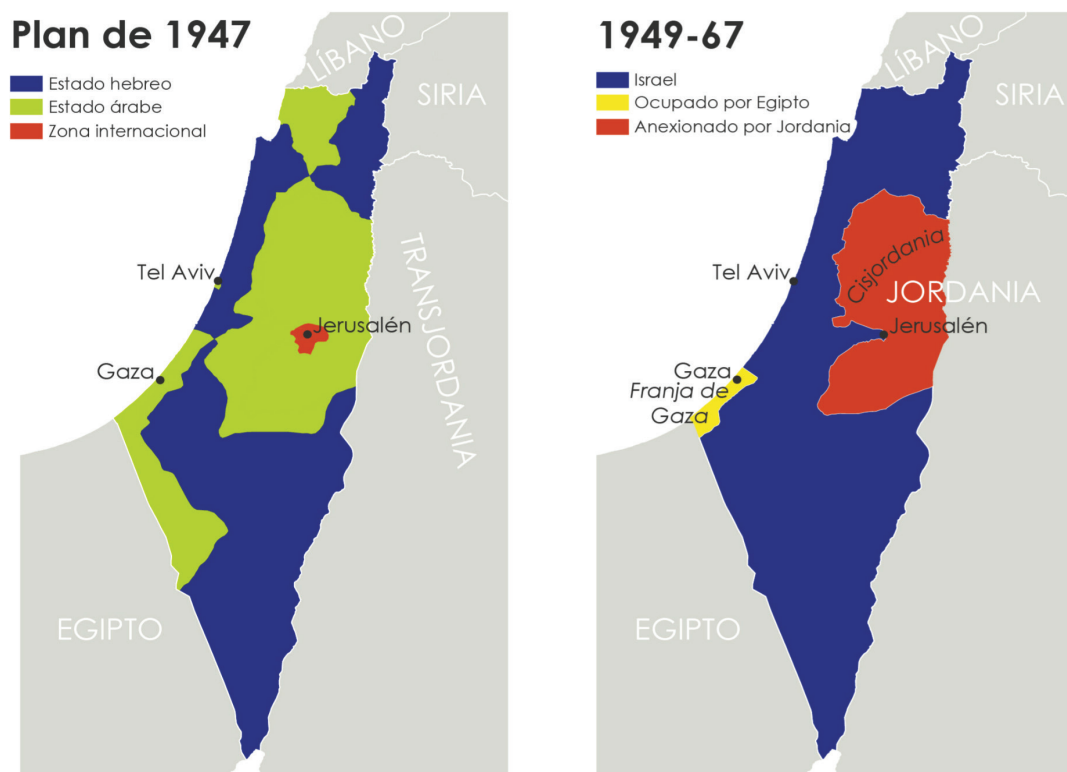 Plan de 1947
Estado hebreo
Estado árabe
Zona internacional
LÍBANO
SIRIA
Tel Aviv
TRANSJORDANIA
Jerusalén
Gaza
EGIPTO
1949-67
Israel
Ocupado por Egipto
Anexionado por Jordania
LÍBANO
SIRIA
Cisjordania
Tel Aviv
JORDANIA
Jerusalén
Gaza
Franja de
Gaza
EGIPTO